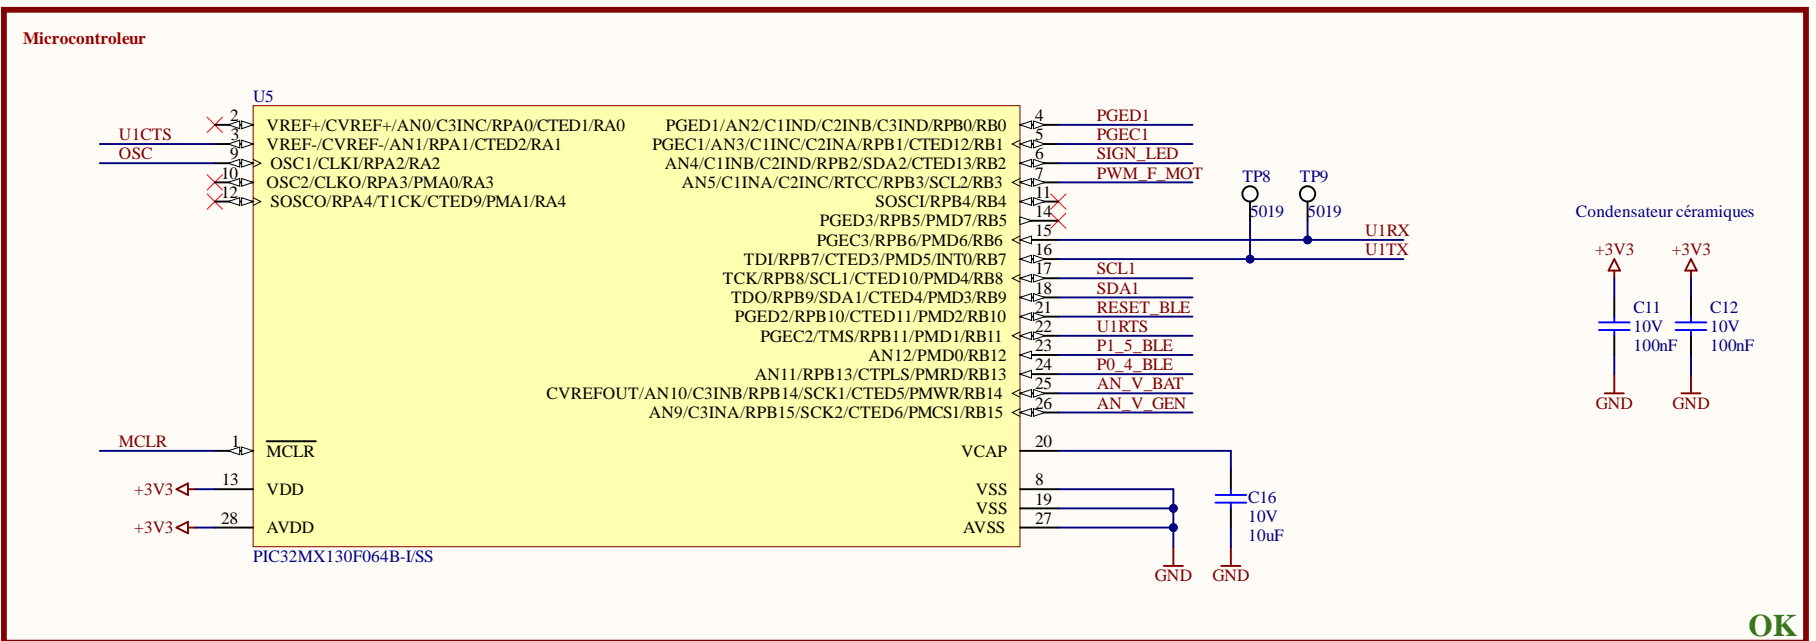 Microcontroleur
U5
2 VREF+/CVREF+/AN0/C3INC/RPA0/CTED1/RA0
U1CTS 3 VREF-/CVREF-/AN1/RPA1/CTED2/RA1
OSC 9 OSC1/CLKI/RPA2/RA2
10 OSC2/CLKO/RPA3/PMA0/RA3
12 SOSCO/RPA4/T1CK/CTED9/PMA1/RA4
MCLR 1 MCLR
+3V3 13 VDD
+3V3 28 AVDD
PIC32MX130F064B-I/SS
PGED1/AN2/C1IND/C2INB/C3IND/RPB0/RB0 4 PGED1
PGEC1/AN3/C1INC/C2INA/RPB1/CTED12/RB1 5 PGEC1
AN4/C1INB/C2IND/RPB2/SDA2/CTED13/RB2 6 SIGN_LED
AN5/C1INA/C2INC/RTCC/RPB3/SCL2/RB3 7 PWM_F_MOT
SOSCI/RPB4/RB4 11
PGED3/RPB5/PMD7/RB5 14
PGEC3/RPB6/PMD6/RB6 15 U1RX
TDI/RPB7/CTED3/PMD5/INT0/RB7 16 U1TX
TCK/RPB8/SCL1/CTED10/PMD4/RB8 17 SCL1
TDO/RPB9/SDA1/CTED4/PMD3/RB9 18 SDA1
PGED2/RPB10/CTED11/PMD2/RB10 21 RESET_BLE
PGEC2/TMS/RPB11/PMD1/RB11 22 U1RTS
AN12/PMD0/RB12 23 P1_5_BLE
AN11/RPB13/CTPLS/PMRD/RB13 24 P0_4_BLE
CVREFOUT/AN10/C3INB/RPB14/SCK1/CTED5/PMWR/RB14 25 AN_V_BAT
AN9/C3INA/RPB15/SCK2/CTED6/PMCS1/RB15 26 AN_V_GEN
VCAP 20
VSS 8
VSS 19
AVSS 27
TP8
5019
TP9
5019
C16
10V
10uF
GND
GND
Condensateur céramiques
+3V3
C11
10V
100nF
GND
+3V3
C12
10V
100nF
GND
OK